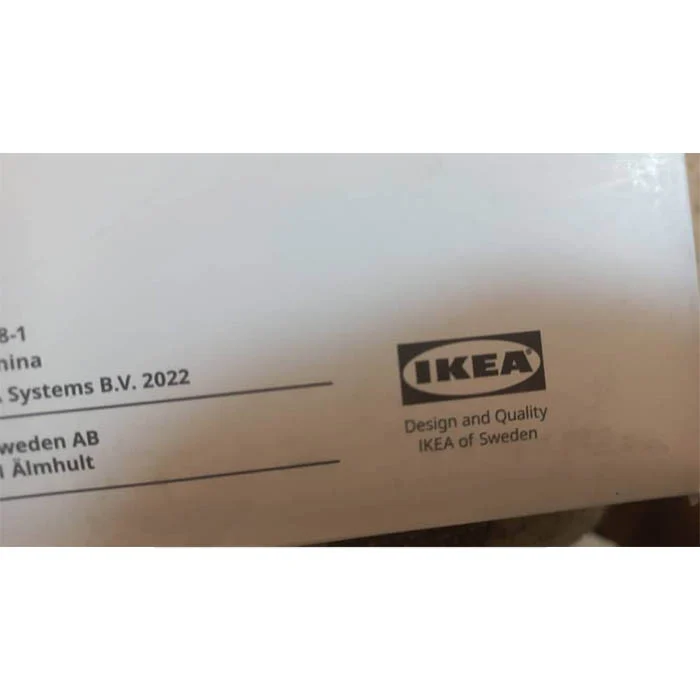 8-1
hina
Systems B.V. 2022
weden AB
Älmhult
IKEA®
Design and Quality
IKEA of Sweden